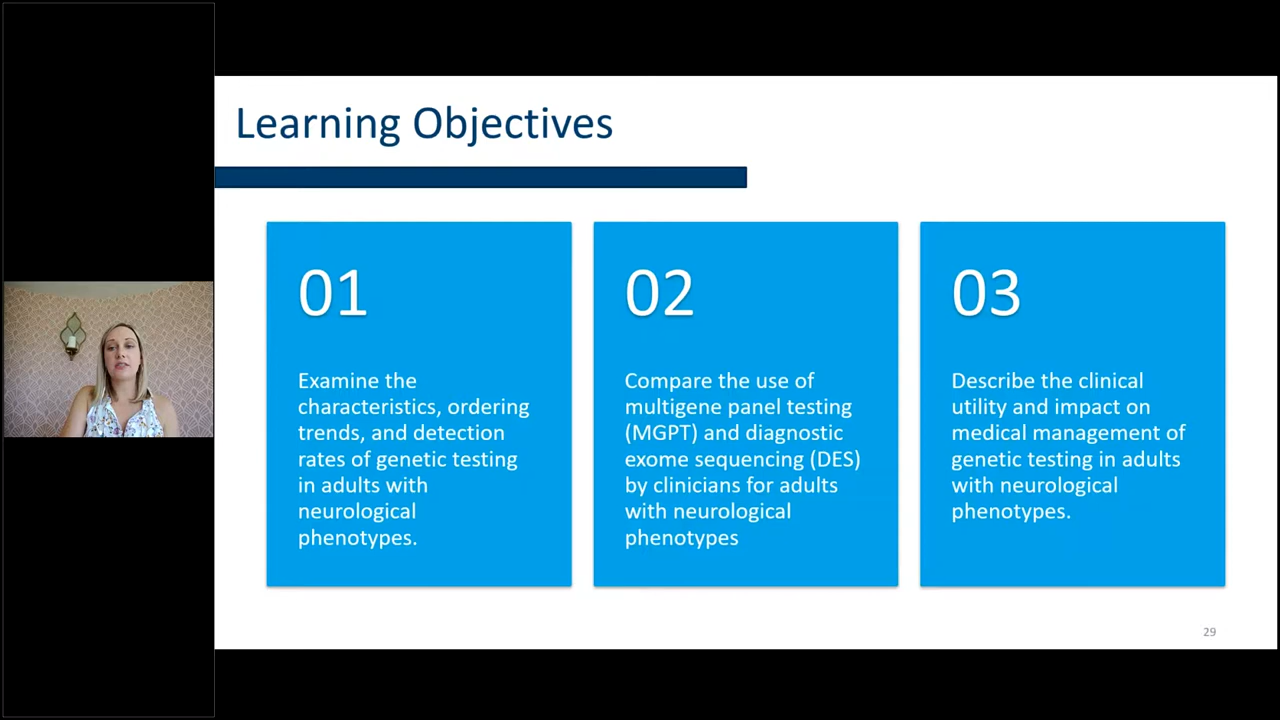 Learning Objectives
01
Examine the
characteristics, ordering
trends, and detection
rates of genetic testing
in adults with
neurological
phenotypes.
02
Compare the use of
multigene panel testing
(MGPT) and diagnostic
exome sequencing (DES)
by clinicians for adults
with neurological
phenotypes
03
Describe the clinical
utility and impact on
medical management of
genetic testing in adults
with neurological
phenotypes.
29